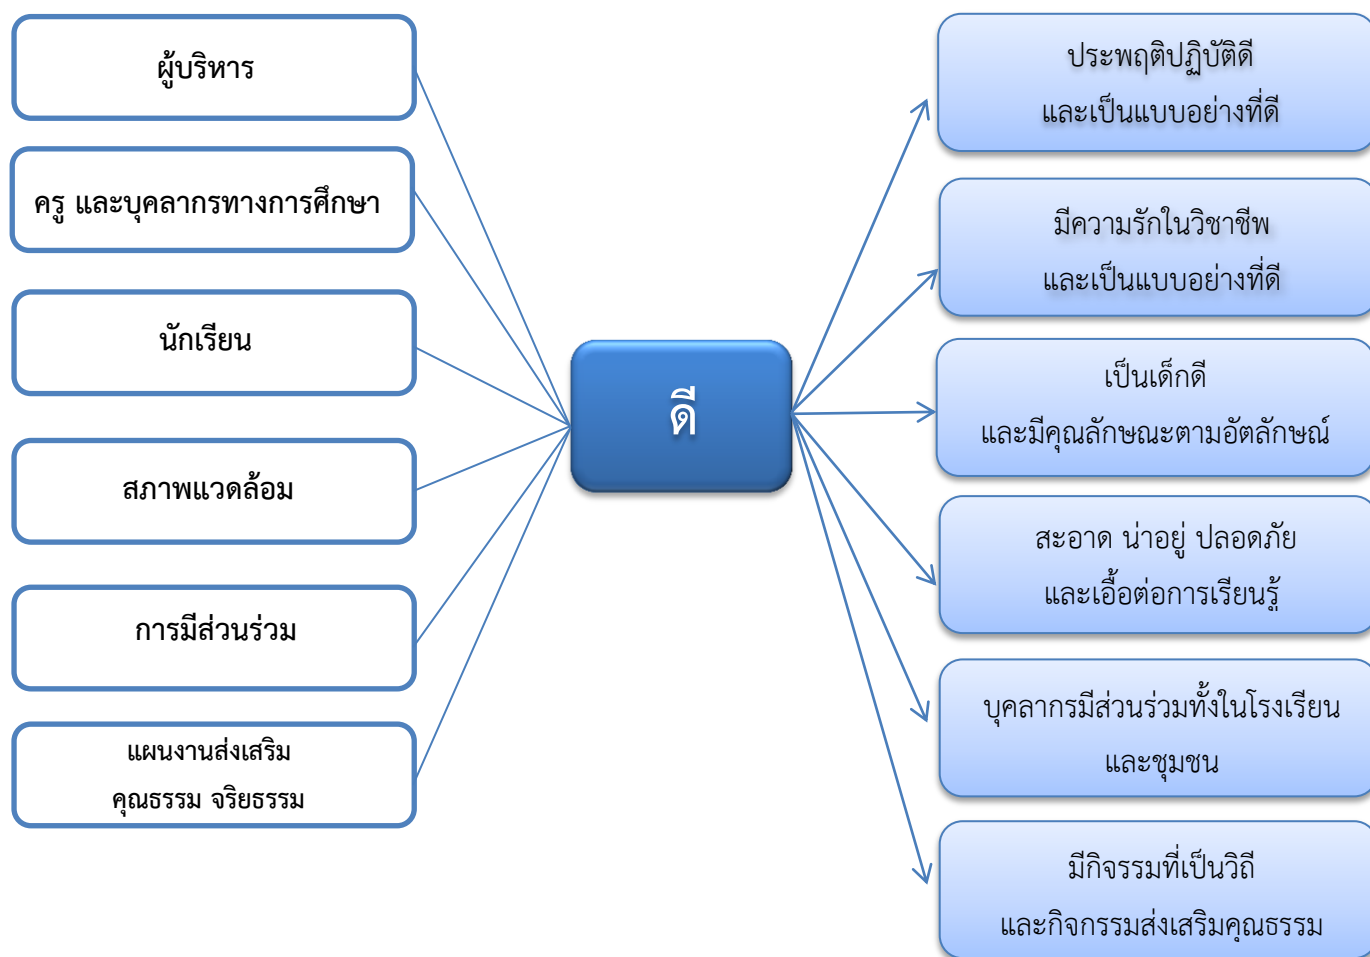 ผู้บริหาร
ครู และบุคลากรทางการศึกษา
นักเรียน
สภาพแวดล้อม
การมีส่วนร่วม
แผนงานส่งเสริม
คุณธรรม จริยธรรม
ดี
ประพฤติปฏิบัติดี
และเป็นแบบอย่างที่ดี
มีความรักในวิชาชีพ
และเป็นแบบอย่างที่ดี
เป็นเด็กดี
และมีคุณลักษณะตามอัตลักษณ์
สะอาด น่าอยู่ ปลอดภัย
และเอื้อต่อการเรียนรู้
บุคลากรมีส่วนร่วมทั้งในโรงเรียน
และชุมชน
มีกิจรรมที่เป็นวิถี
และกิจกรรมส่งเสริมคุณธรรม